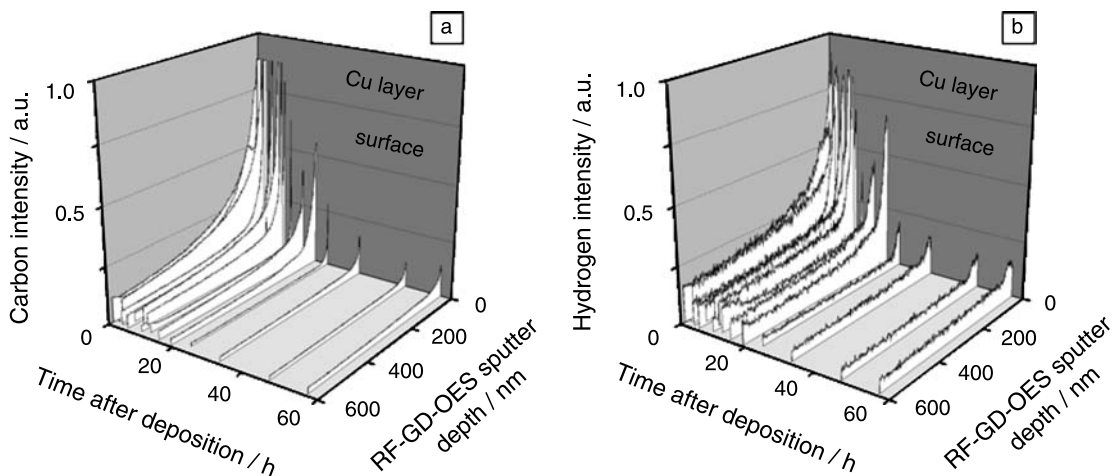 a
Cu layer
surface
1.0
0.5
0
Carbon intensity / a.u.
0
20
40
60
Time after deposition / h
0
200
400
600
RF-GD-OES sputter
depth / nm
b
Cu layer
surface
1.0
0.5
0
Hydrogen intensity / a.u.
0
20
40
60
Time after deposition / h
0
200
400
600
RF-GD-OES sputter
depth / nm